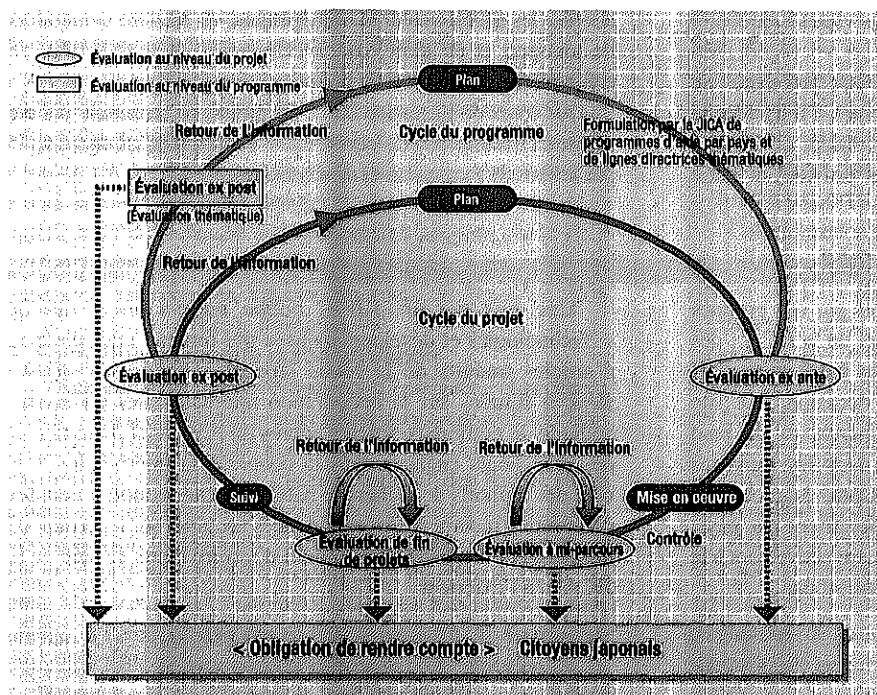 Évaluation au niveau du projet
Évaluation au niveau du programme
Plan
Retour de l'Information
Cycle du programme
Formulation par la JICA de
programmes d'aide par pays et
de lignes directrices thématiques
Évaluation ex post
(Évaluation thématique)
Plan
Retour de l'Information
Cycle du projet
Évaluation ex post
Évaluation ex ante
Retour de l'Information
Retour de l'Information
Suivi
Mise en oeuvre
Évaluation de fin
de projets
Évaluation à mi-parcours
Contrôle
< Obligation de rendre compte > Citoyens japonais